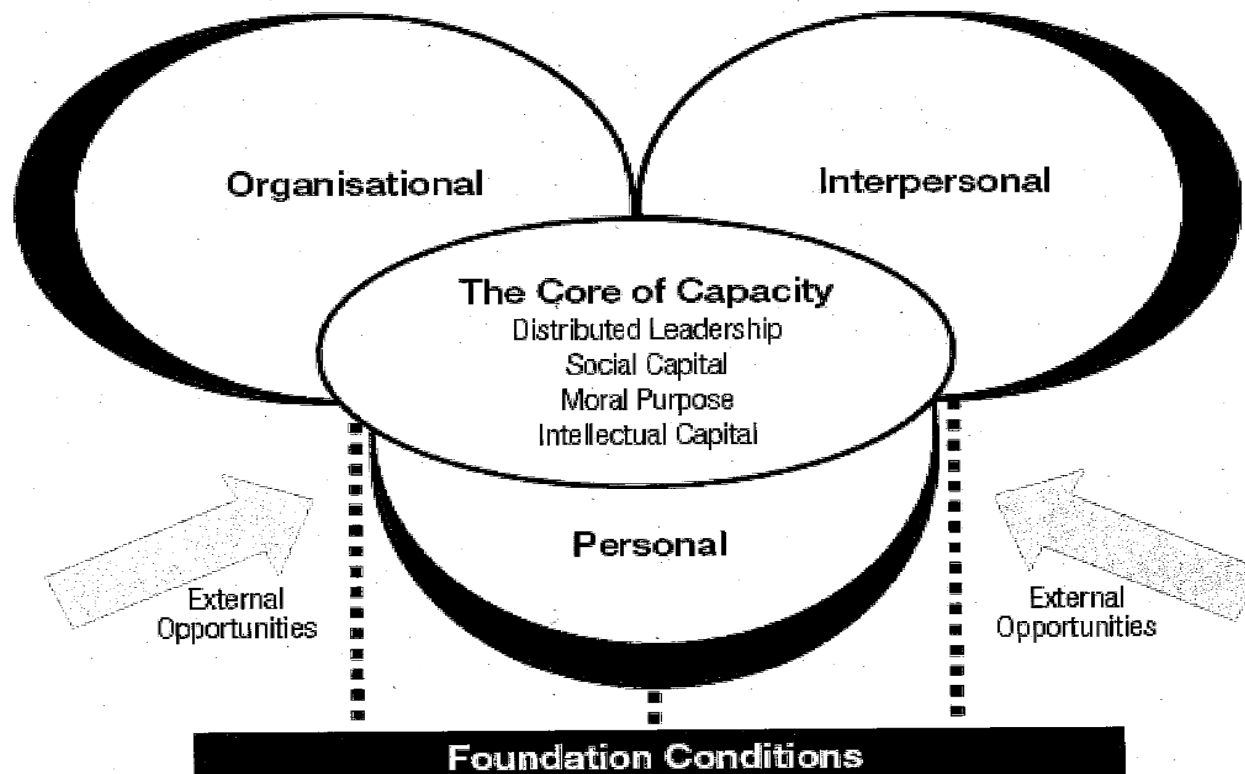 Organisational
Interpersonal
The Core of Capacity
Distributed Leadership
Social Capital
Moral Purpose
Intellectual Capital
Personal
External
Opportunities
External
Opportunities
Foundation Conditions